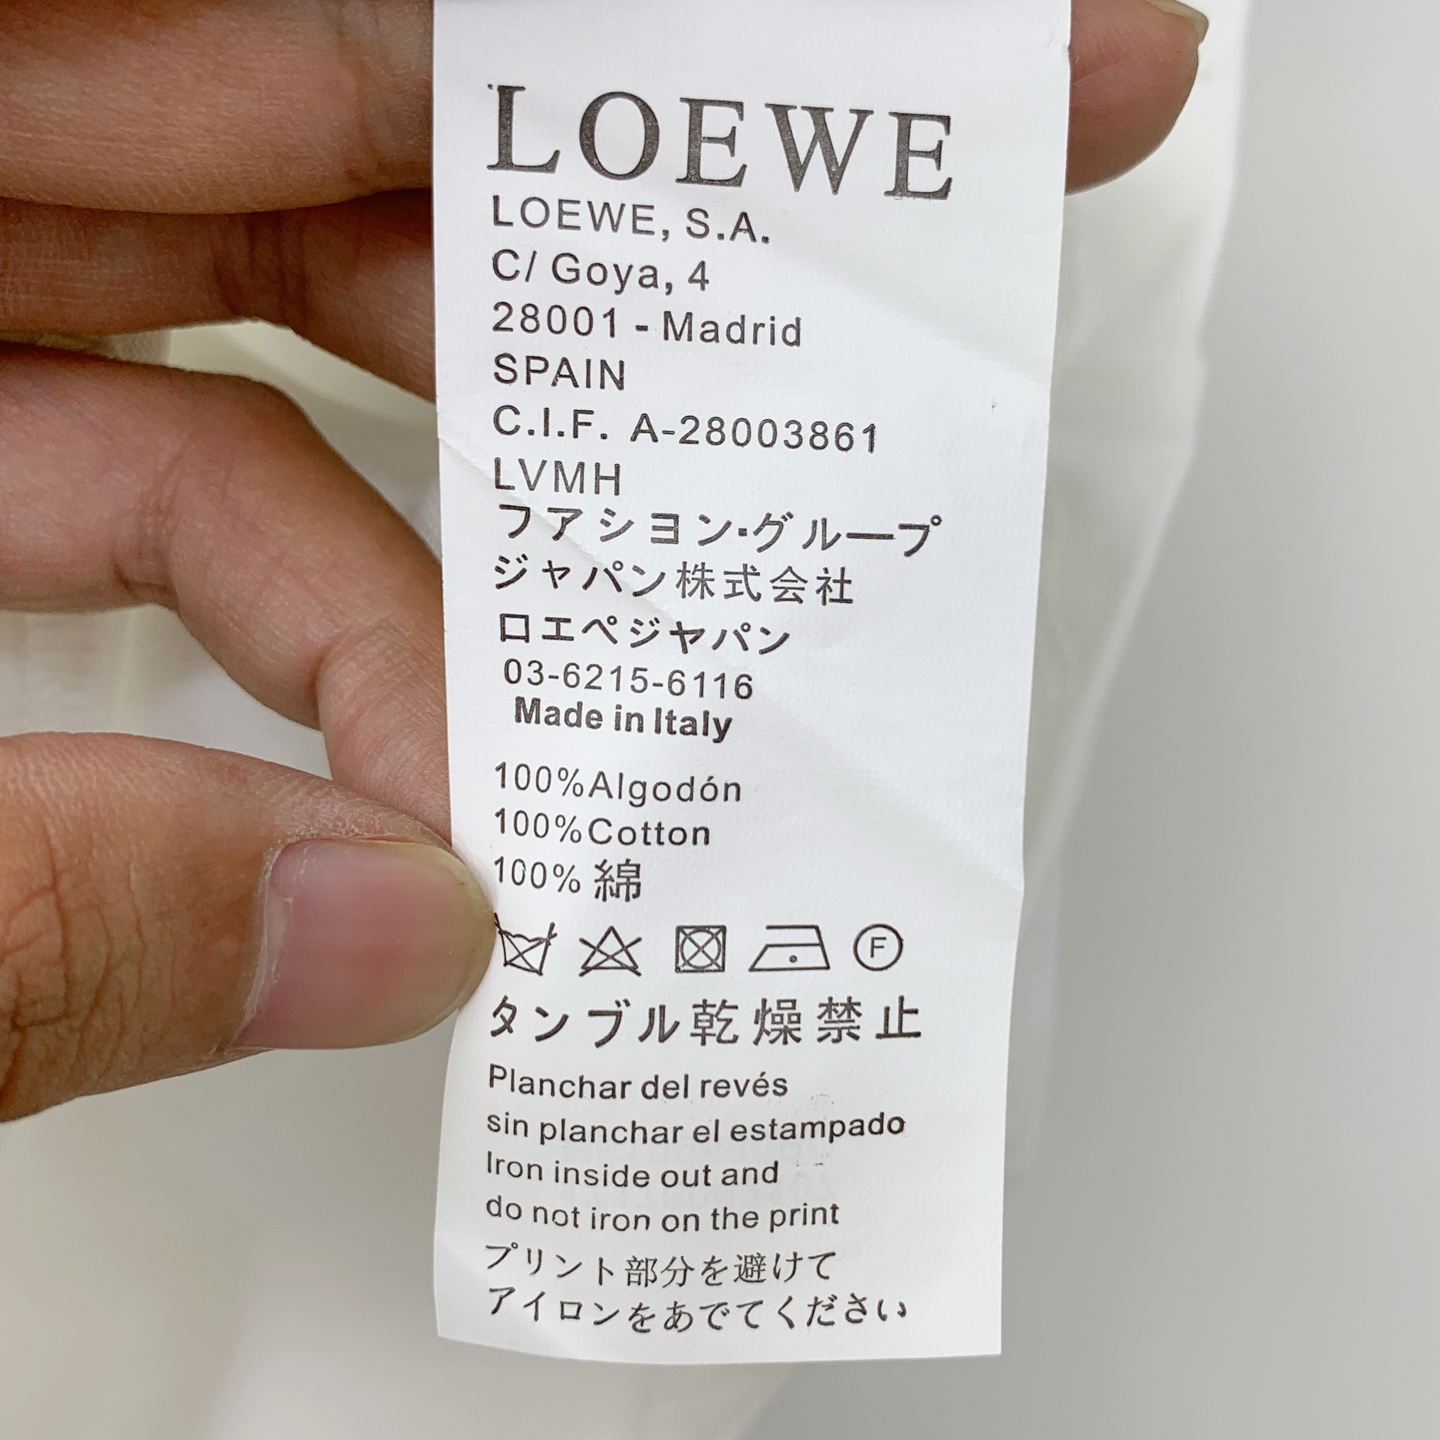 LOEWE
LOEWE, S.A.
C/ Goya, 4
28001 - Madrid
SPAIN
C.I.F. A-28003861
LVMH
フアシヨン·グループ
ジャパン株式会社
ロエペジヤパン
03-6215-6116
Made in Italy
100%Algodón
100%Cotton
100% 綿
F
タンブル乾燥禁止
Planchar del revés
sin planchar el estampado
Iron inside out and
do not iron on the print
プリント部分を避けて
アイロンをあでてください